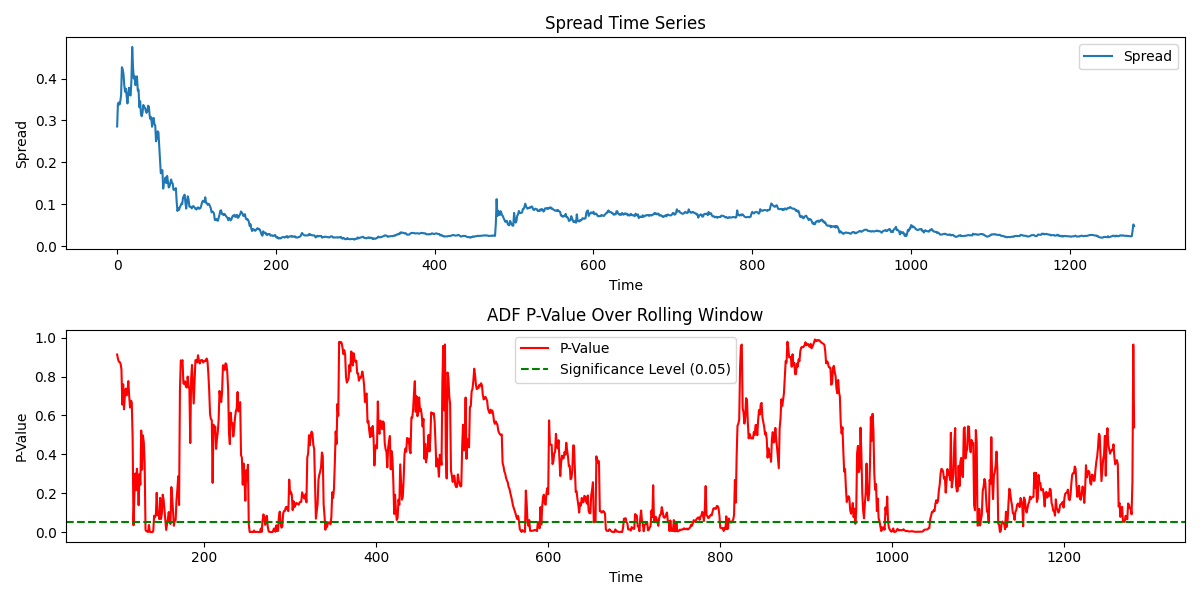 Spread Time Series
Spread
0.4
0.3
0.2
0.1
0.0
Spread
0 200 400 600 800 1000 1200
Time
ADF P-Value Over Rolling Window
P-Value
Significance Level (0.05)
1.0
0.8
0.6
0.4
0.2
0.0
P-Value
200 400 600 800 1000 1200
Time